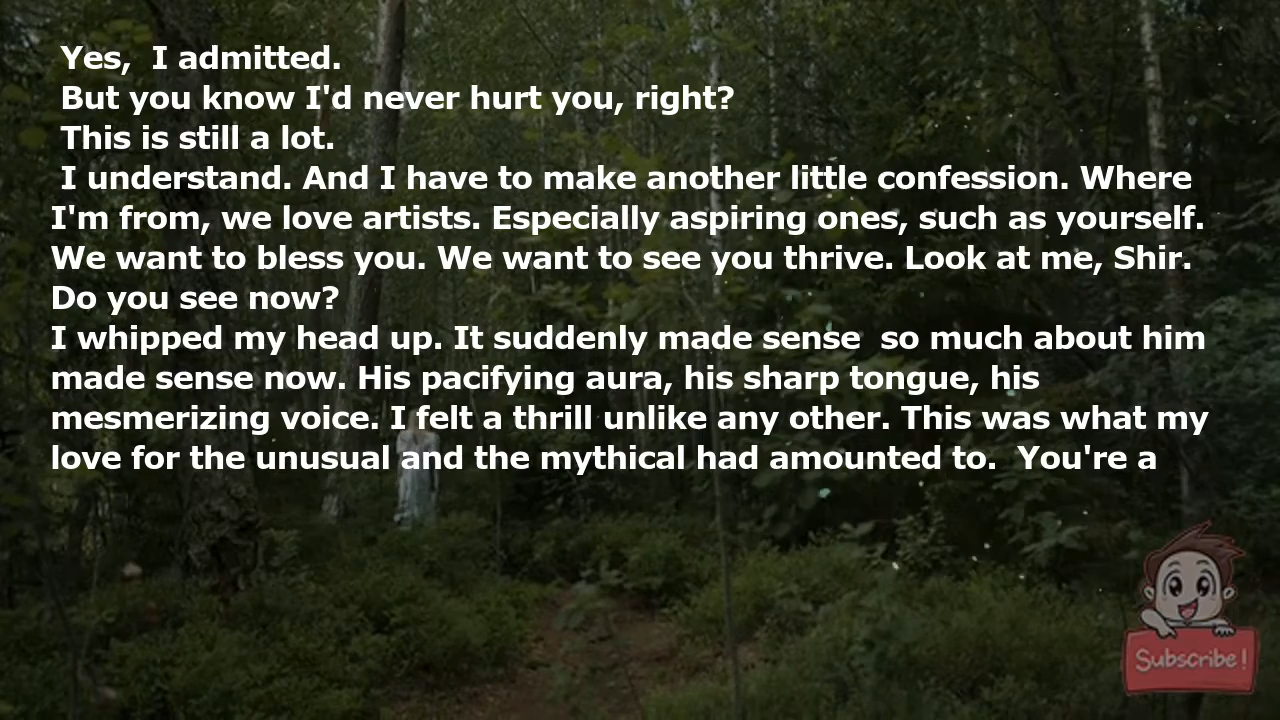 Yes,  I admitted.
But you know I'd never hurt you, right?
This is still a lot.
I understand. And I have to make another little confession. Where
I'm from, we love artists. Especially aspiring ones, such as yourself.
We want to bless you. We want to see you thrive. Look at me, Shir.
Do you see now?
I whipped my head up. It suddenly made sense  so much about him
made sense now. His pacifying aura, his sharp tongue, his
mesmerizing voice. I felt a thrill unlike any other. This was what my
love for the unusual and the mythical had amounted to.  You're a
Subscribe!